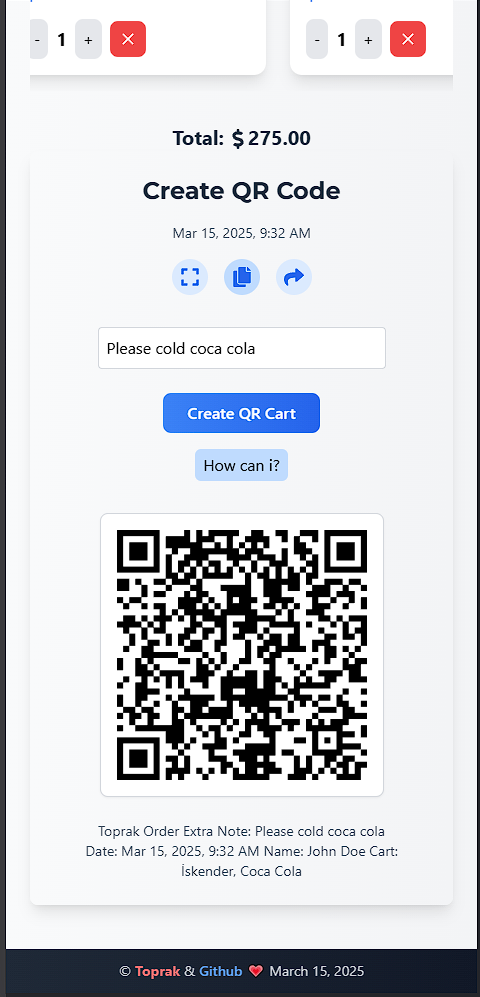 - 1 + - 1 +
Total: $275.00
Create QR Code
Mar 15, 2025, 9:32 AM
Please cold coca cola
Create QR Cart
How can i?
Toprak Order Extra Note: Please cold coca cola
Date: Mar 15, 2025, 9:32 AM Name: John Doe Cart:
İskender, Coca Cola
© Toprak & Github ❤ March 15, 2025